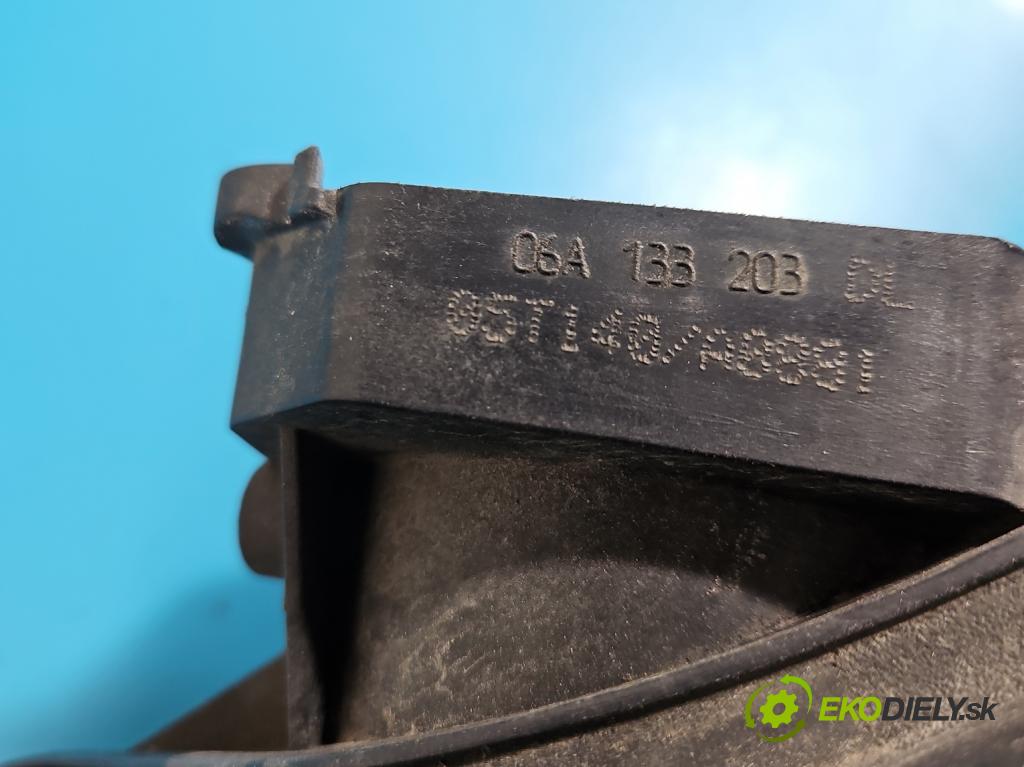 06A 133 203 DL
05T140/A0081
EKODIELY.sk